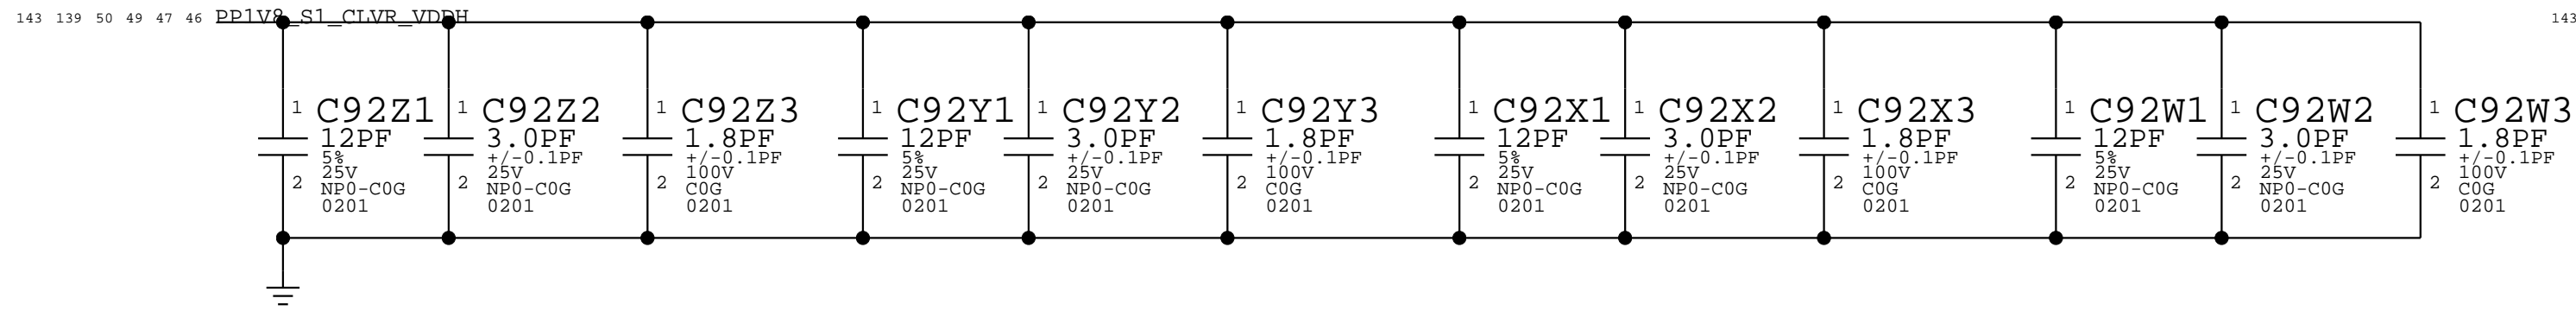 143 139 50 49 47 46 PP1V8_S1_CLVR_VDDH
143
1 C92Z1
12PF
5%
25V
2 NP0-C0G
0201
1 C92Z2
3.0PF
+/-0.1PF
25V
2 NP0-C0G
0201
1 C92Z3
1.8PF
+/-0.1PF
100V
2 C0G
0201
1 C92Y1
12PF
5%
25V
2 NP0-C0G
0201
1 C92Y2
3.0PF
+/-0.1PF
25V
2 NP0-C0G
0201
1 C92Y3
1.8PF
+/-0.1PF
100V
2 C0G
0201
1 C92X1
12PF
5%
25V
2 NP0-C0G
0201
1 C92X2
3.0PF
+/-0.1PF
25V
2 NP0-C0G
0201
1 C92X3
1.8PF
+/-0.1PF
100V
2 C0G
0201
1 C92W1
12PF
5%
25V
2 NP0-C0G
0201
1 C92W2
3.0PF
+/-0.1PF
25V
2 NP0-C0G
0201
1 C92W3
1.8PF
+/-0.1PF
100V
2 C0G
0201